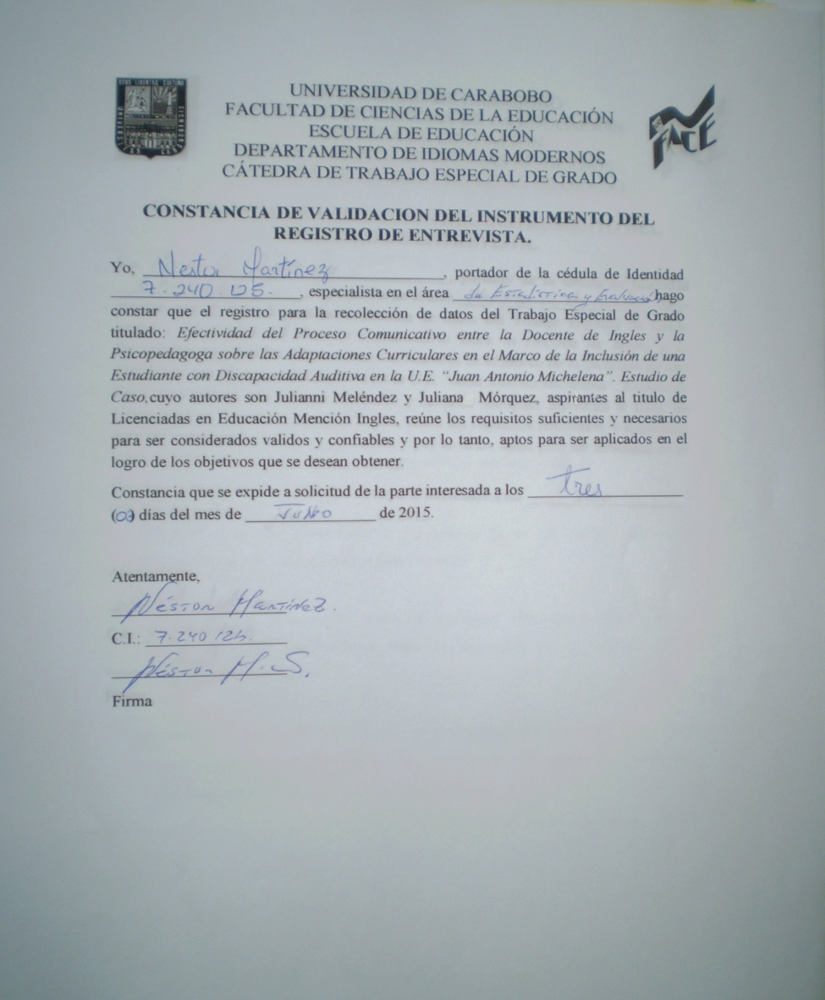 DEUS LIBERTAS CULTURA
UNIVERSITAS CARABOBENSIS
UC
FACE
UNIVERSIDAD DE CARABOBO
FACULTAD DE CIENCIAS DE LA EDUCACIÓN
ESCUELA DE EDUCACIÓN
DEPARTAMENTO DE IDIOMAS MODERNOS
CÁTEDRA DE TRABAJO ESPECIAL DE GRADO
CONSTANCIA DE VALIDACION DEL INSTRUMENTO DEL
REGISTRO DE ENTREVISTA.
Yo, Nestor Martínez, portador de la cédula de Identidad
7.240.125., especialista en el área de Estadística y Evaluació hago
constar que el registro para la recolección de datos del Trabajo Especial de Grado
titulado: Efectividad del Proceso Comunicativo entre la Docente de Ingles y la
Psicopedagoga sobre las Adaptaciones Curriculares en el Marco de la Inclusión de una
Estudiante con Discapacidad Auditiva en la U.E. “Juan Antonio Michelena”. Estudio de
Caso, cuyo autores son Julianni Meléndez y Juliana Mórquez, aspirantes al titulo de
Licenciadas en Educación Mención Ingles, reúne los requisitos suficientes y necesarios
para ser considerados validos y confiables y por lo tanto, aptos para ser aplicados en el
logro de los objetivos que se desean obtener.
Constancia que se expide a solicitud de la parte interesada a los tres
(03) días del mes de Junio de 2015.
Atentamente,
Néstor Martínez.
C.I.: 7.240 125.
Néstor M. S.
Firma